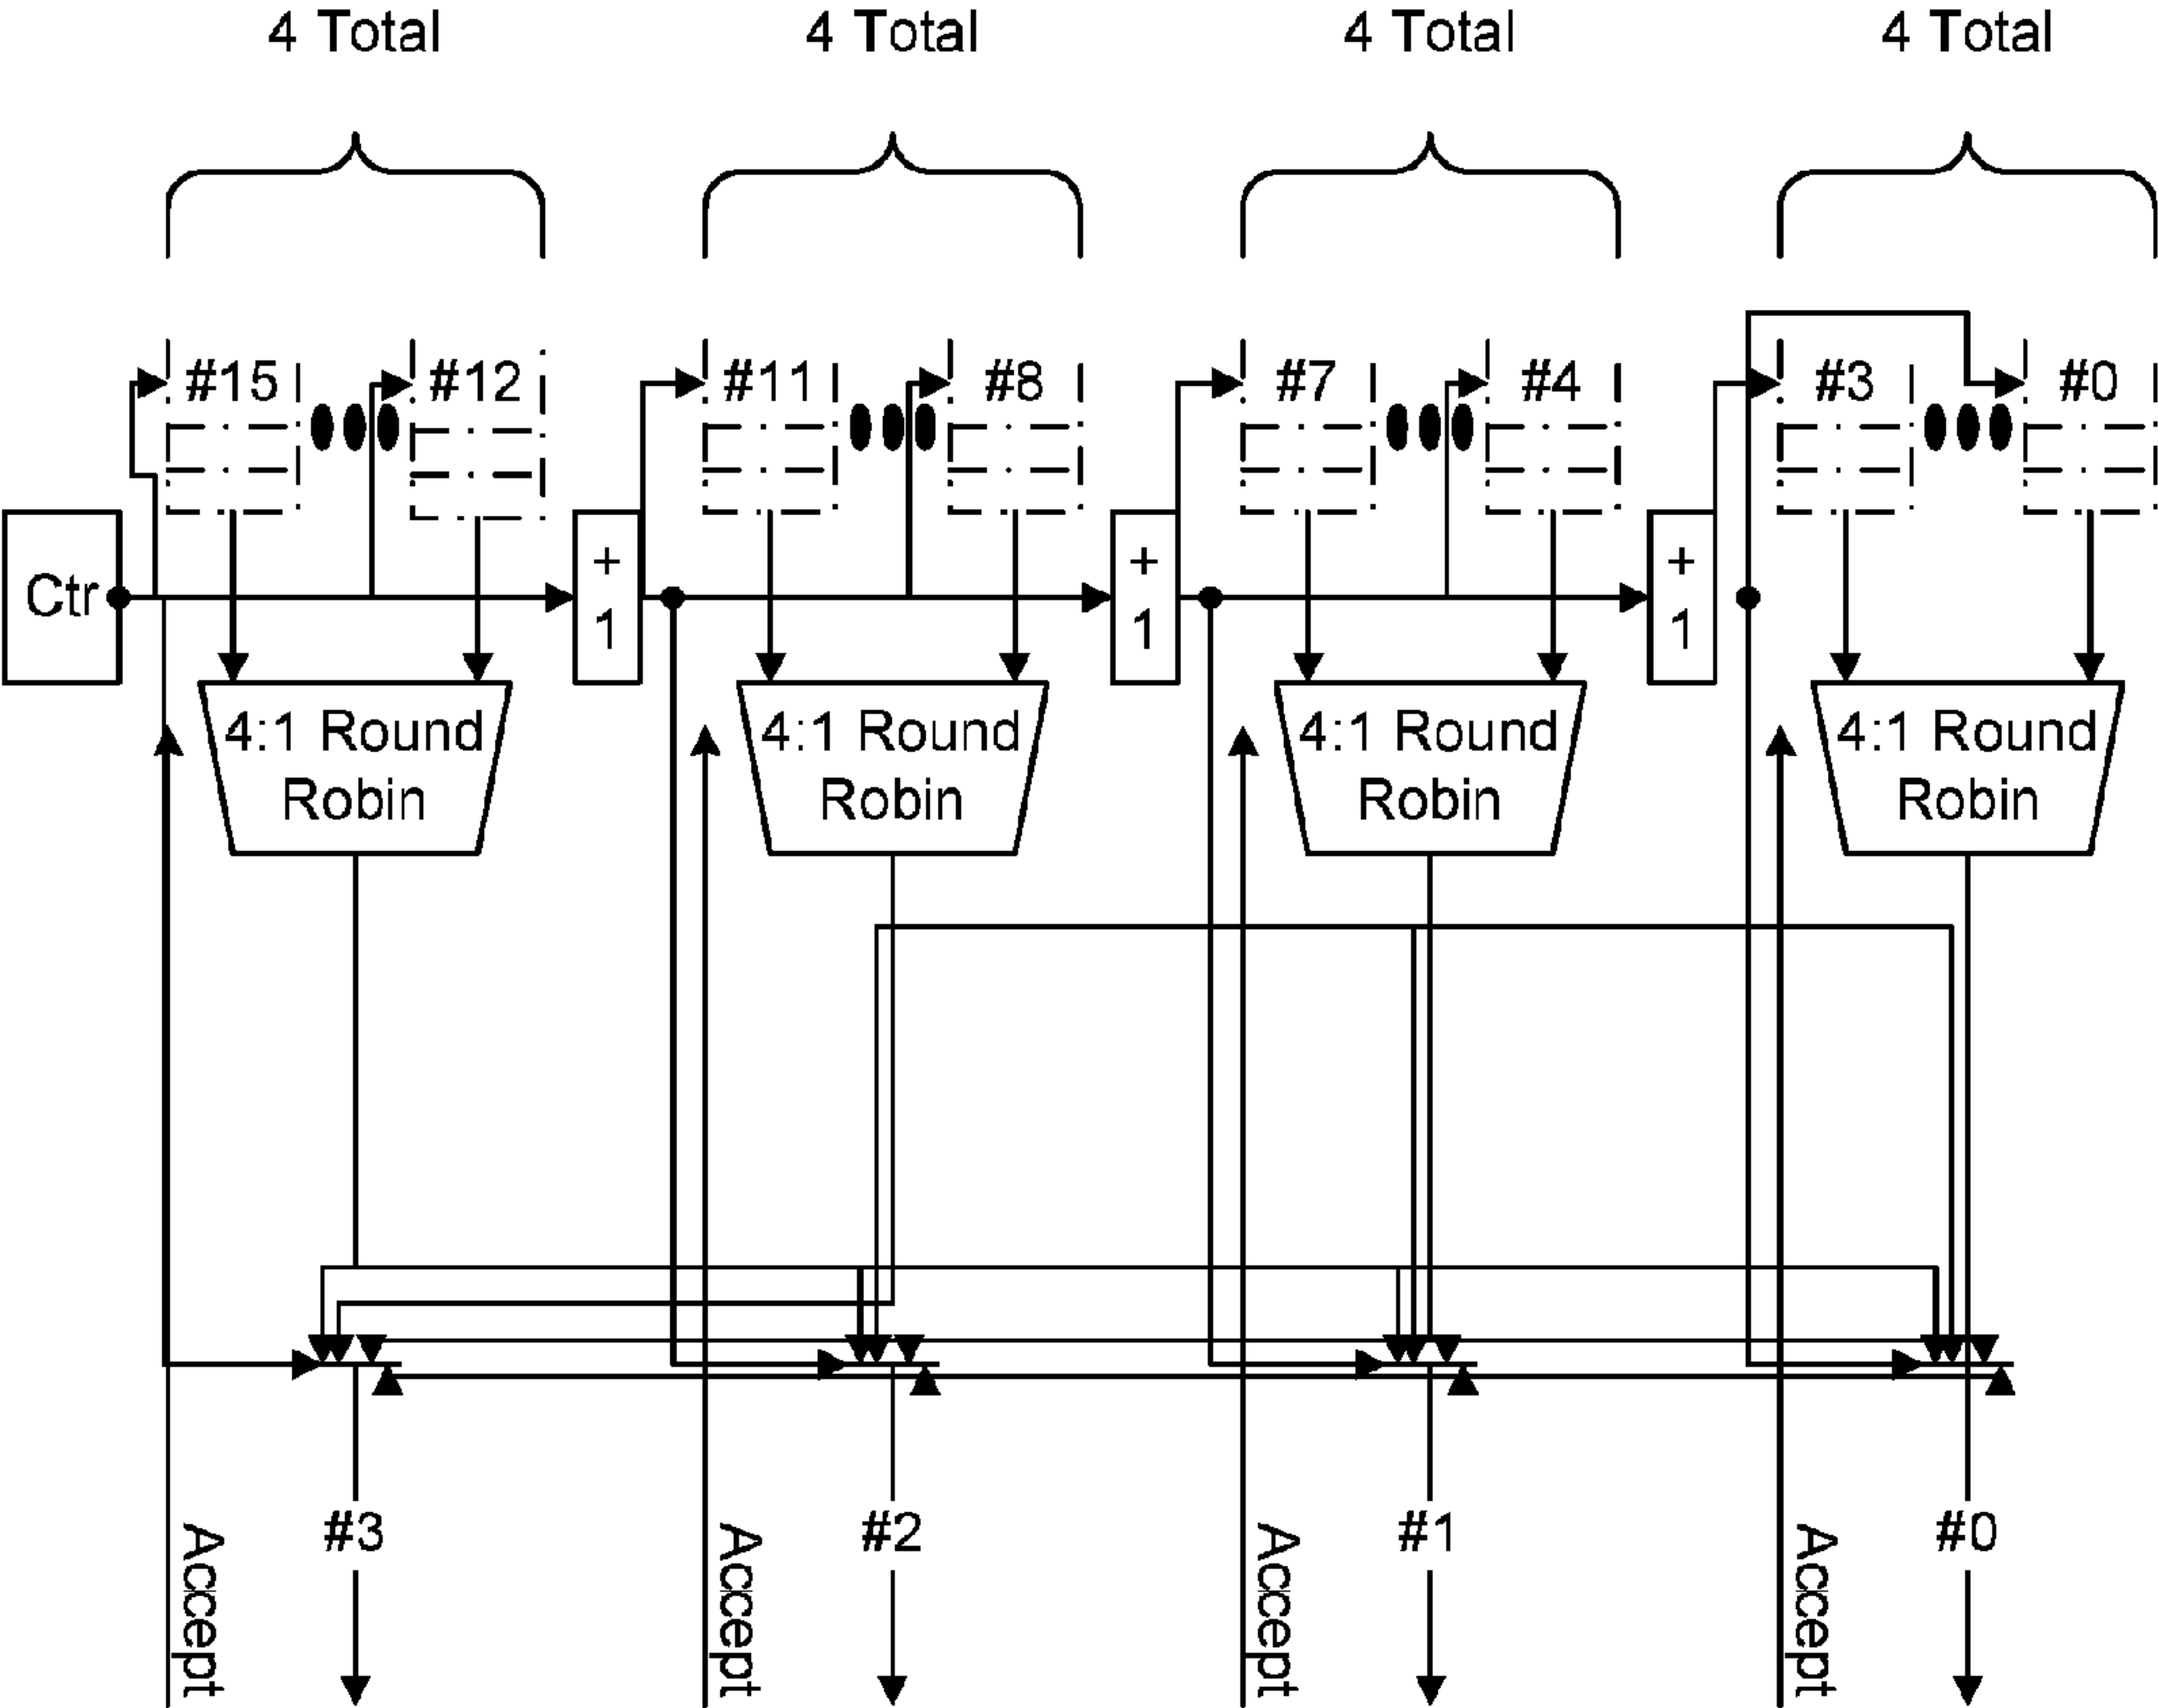 4 Total
4 Total
4 Total
4 Total
#15
#12
#11
#8
#7
#4
#3
#0
Ctr
+
1
+
1
+
1
4:1 Round
Robin
4:1 Round
Robin
4:1 Round
Robin
4:1 Round
Robin
Accept
#3
Accept
#2
Accept
#1
Accept
#0